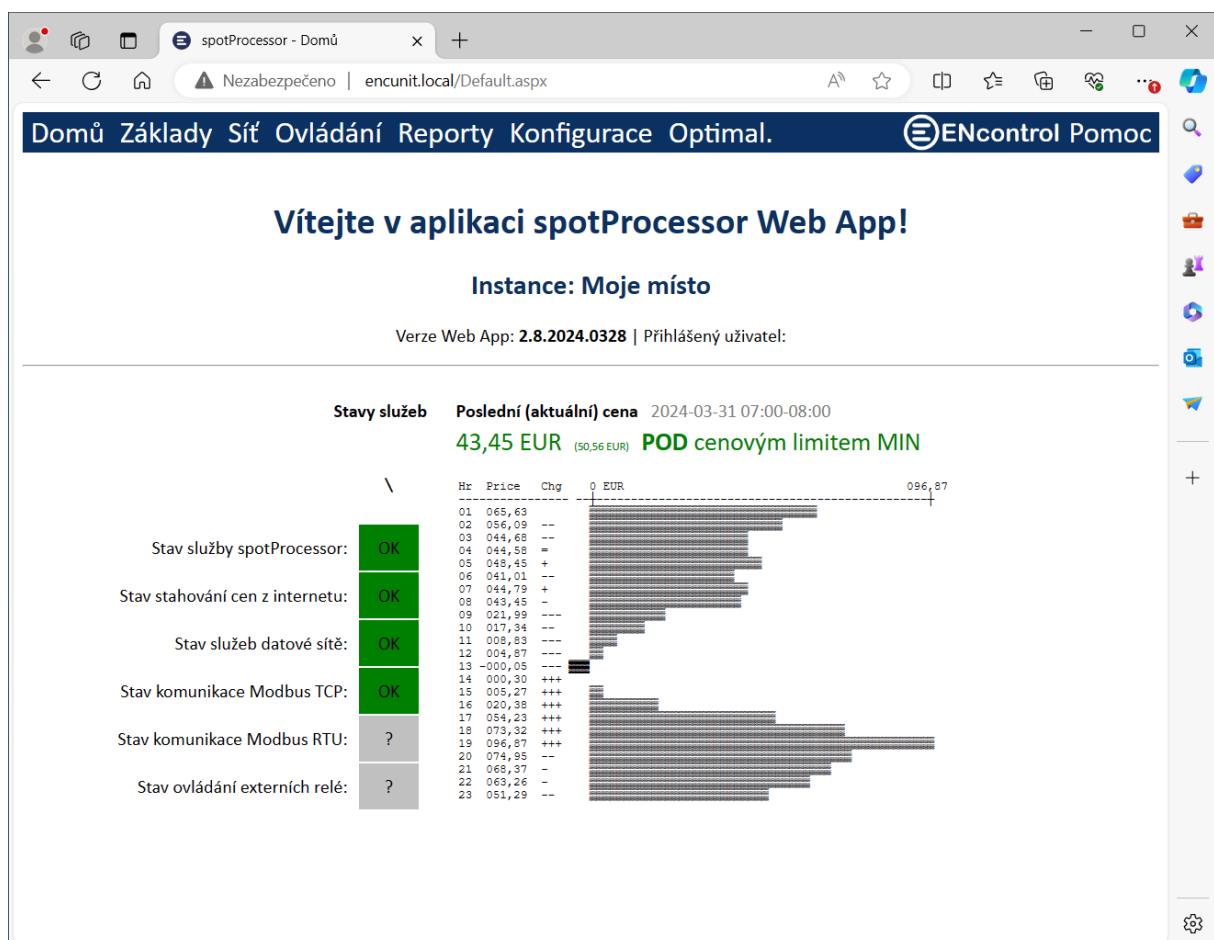 spotProcessor - Domů
Nezabezpečeno | encunit.local/Default.aspx
Domů Základy Síť Ovládání Reporty Konfigurace Optimal. ENcontrol Pomoc
Vítejte v aplikaci spotProcessor Web App!
Instance: Moje místo
Verze Web App: 2.8.2024.0328 | Přihlášený uživatel:
Stavy služeb
\
Stav služby spotProcessor: OK
Stav stahování cen z internetu: OK
Stav služeb datové sítě: OK
Stav komunikace Modbus TCP: OK
Stav komunikace Modbus RTU: ?
Stav ovládání externích relé: ?
Poslední (aktuální) cena 2024-03-31 07:00-08:00
43,45 EUR (50,56 EUR) POD cenovým limitem MIN
Hr Price Chg 0 EUR 096,87
01 065,63
02 056,09 --
03 044,68 --
04 044,58 =
05 048,45 +
06 041,01 --
07 044,79 +
08 043,45 -
09 021,99 ---
10 017,34 --
11 008,83 ---
12 004,87 ---
13 -000,05 ---
14 000,30 +++
15 005,27 +++
16 020,38 +++
17 054,23 +++
18 073,32 +++
19 096,87 +++
20 074,95 --
21 068,37 -
22 063,26 -
23 051,29 --